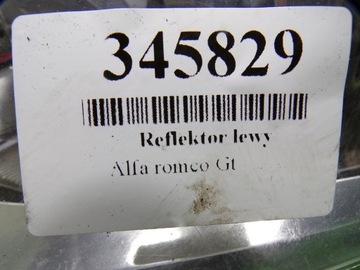 345829
Reflektor lewy
Alfa romeo Gt